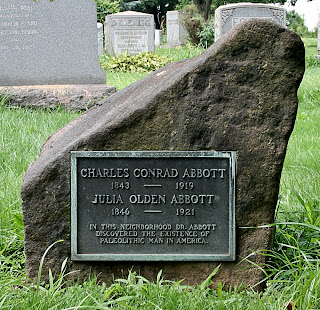 CHARLES CONRAD ABBOTT
1843 — 1919
JULIA OLDEN ABBOTT
1846 — 1921
IN THIS NEIGHBORHOOD DR. ABBOTT
DISCOVERED THE EXISTENCE OF
PALEOLITHIC MAN IN AMERICA.